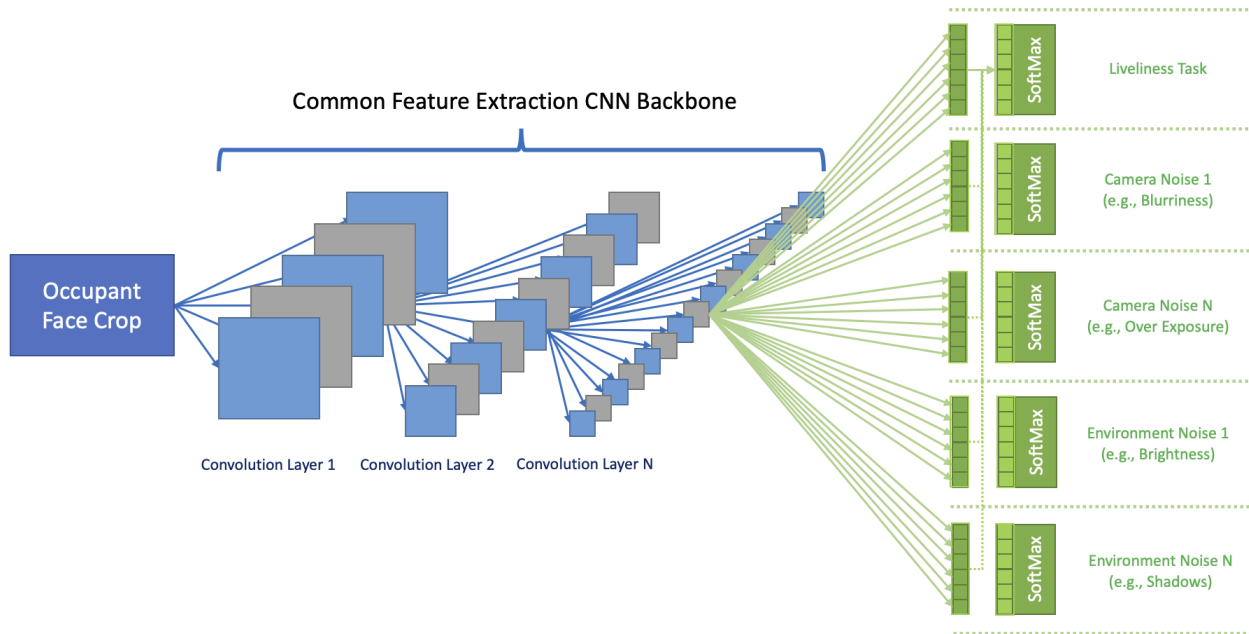 Common Feature Extraction CNN Backbone
Occupant
Face Crop
Convolution Layer 1
Convolution Layer 2
Convolution Layer N
SoftMax
Liveliness Task
SoftMax
Camera Noise 1
(e.g., Blurriness)
SoftMax
Camera Noise N
(e.g., Over Exposure)
SoftMax
Environment Noise 1
(e.g., Brightness)
SoftMax
Environment Noise N
(e.g., Shadows)